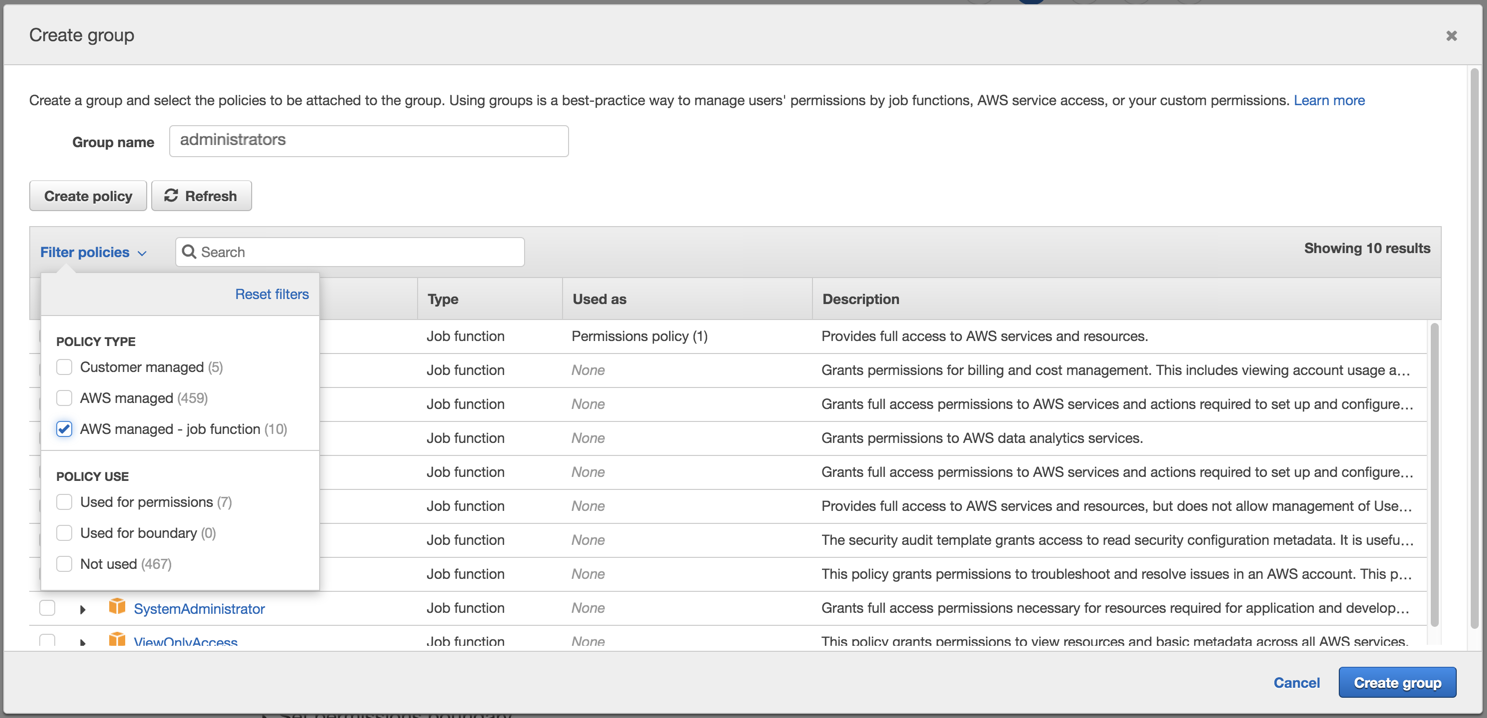 Create group
Create a group and select the policies to be attached to the group. Using groups is a best-practice way to manage users' permissions by job functions, AWS service access, or your custom permissions. Learn more
Group name administrators
Create policy Refresh
Filter policies Search Showing 10 results
Reset filters
Type Used as Description
POLICY TYPE
Customer managed (5)
AWS managed (459)
AWS managed - job function (10)
POLICY USE
Used for permissions (7)
Used for boundary (0)
Not used (467)
Job function Permissions policy (1) Provides full access to AWS services and resources.
Job function None Grants permissions for billing and cost management. This includes viewing account usage a…
Job function None Grants full access permissions to AWS services and actions required to set up and configure…
Job function None Grants permissions to AWS data analytics services.
Job function None Grants full access permissions to AWS services and actions required to set up and configure…
Job function None Provides full access to AWS services and resources, but does not allow management of Use…
Job function None The security audit template grants access to read security configuration metadata. It is usefu…
Job function None This policy grants permissions to troubleshoot and resolve issues in an AWS account. This p…
SystemAdministrator Job function None Grants full access permissions necessary for resources required for application and develop…
ViewOnlyAccess Job function None This policy grants permissions to view resources and basic metadata across all AWS services.
Cancel Create group
Set permissions boundary